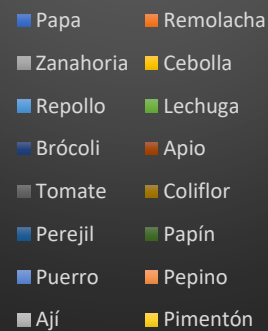 Papa Remolacha
Zanahoria Cebolla
Repollo Lechuga
Brócoli Apio
Tomate Coliflor
Perejil Papín
Puerro Pepino
Ají Pimentón